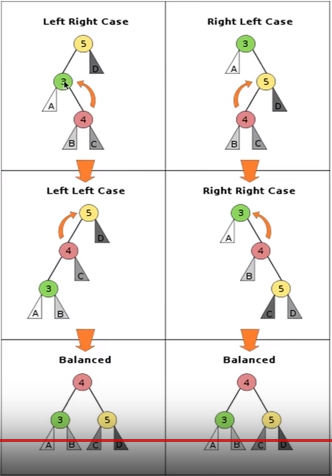 Left Right Case
5
D
3
A
4
B C
Right Left Case
3
A
5
D
4
B C
Left Left Case
5
D
4
C
3
A B
Right Right Case
3
A
4
B
5
C D
Balanced
4
3 5
A B C D
Balanced
4
3 5
A B C D